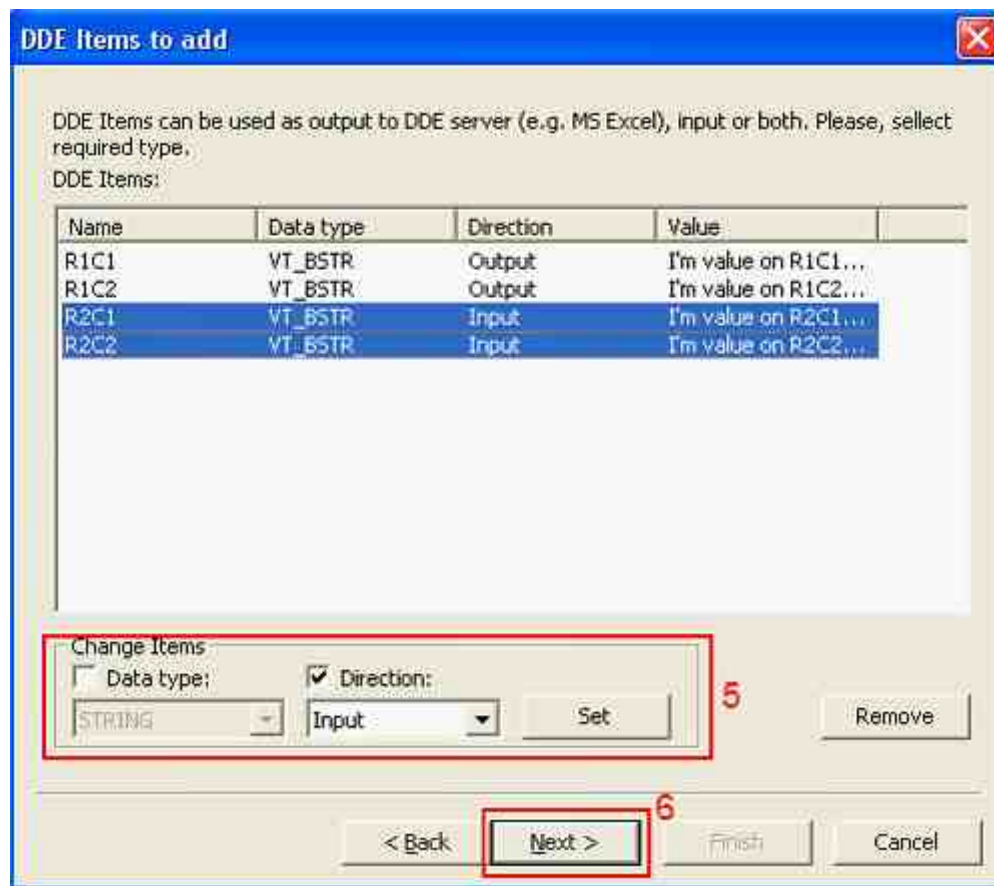 DDE Items to add
DDE Items can be used as output to DDE server (e.g. MS Excel), input or both. Please, sellect
required type.
DDE Items:
Name Data type Direction Value
R1C1 VT_BSTR Output I'm value on R1C1...
R1C2 VT_BSTR Output I'm value on R1C2...
R2C1 VT_BSTR Input I'm value on R2C1...
R2C2 VT_BSTR Input I'm value on R2C2...
Change Items
Data type: Direction:
STRING Input Set 5 Remove
6
< Back Next > Finish Cancel